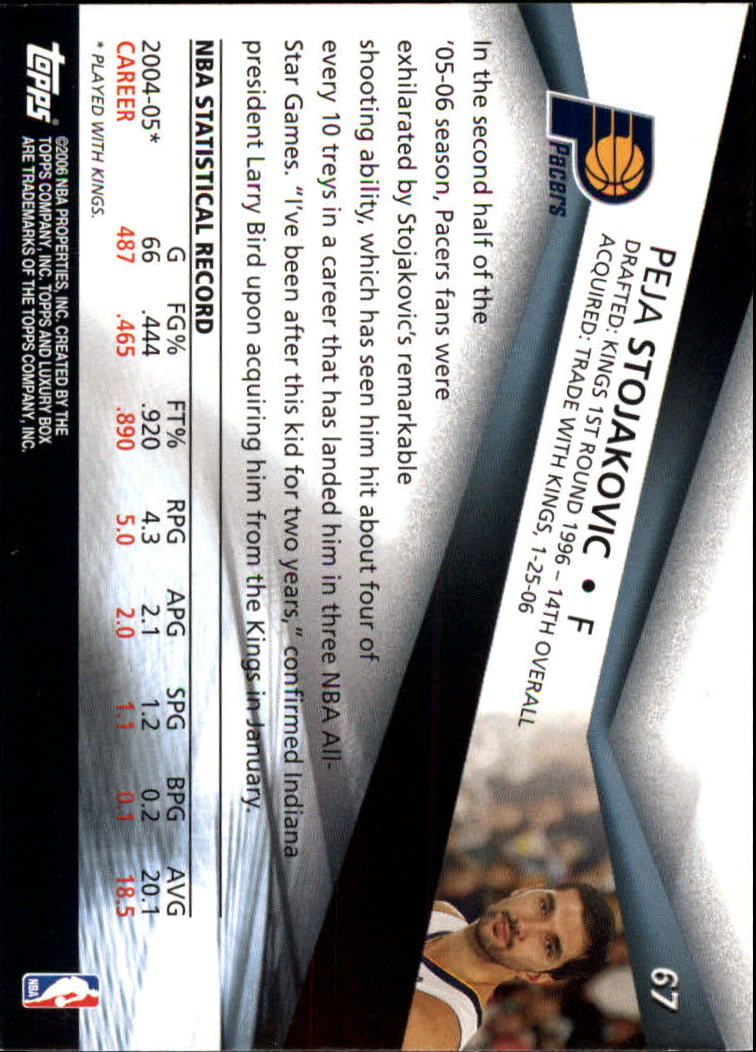 67
Pacers
PEJA STOJAKOVIC • F
DRAFTED: KINGS 1ST ROUND 1996 – 14TH OVERALL
ACQUIRED: TRADE WITH KINGS, 1-25-06
In the second half of the
'05-06 season, Pacers fans were
exhilarated by Stojakovic's remarkable
shooting ability, which has seen him hit about four of
every 10 treys in a career that has landed him in three NBA All-
Star Games. "I've been after this kid for two years," confirmed Indiana
president Larry Bird upon acquiring him from the Kings in January.
NBA STATISTICAL RECORD
G FG% FT% RPG APG SPG BPG AVG
2004-05* 66 .444 .920 4.3 2.1 1.2 0.2 20.1
CAREER 487 .465 .890 5.0 2.0 1.1 0.1 18.5
* PLAYED WITH KINGS.
topps®
©2006 NBA PROPERTIES, INC. CREATED BY THE
TOPPS COMPANY, INC. TOPPS AND LUXURY BOX
ARE TRADEMARKS OF THE TOPPS COMPANY, INC.
NBA